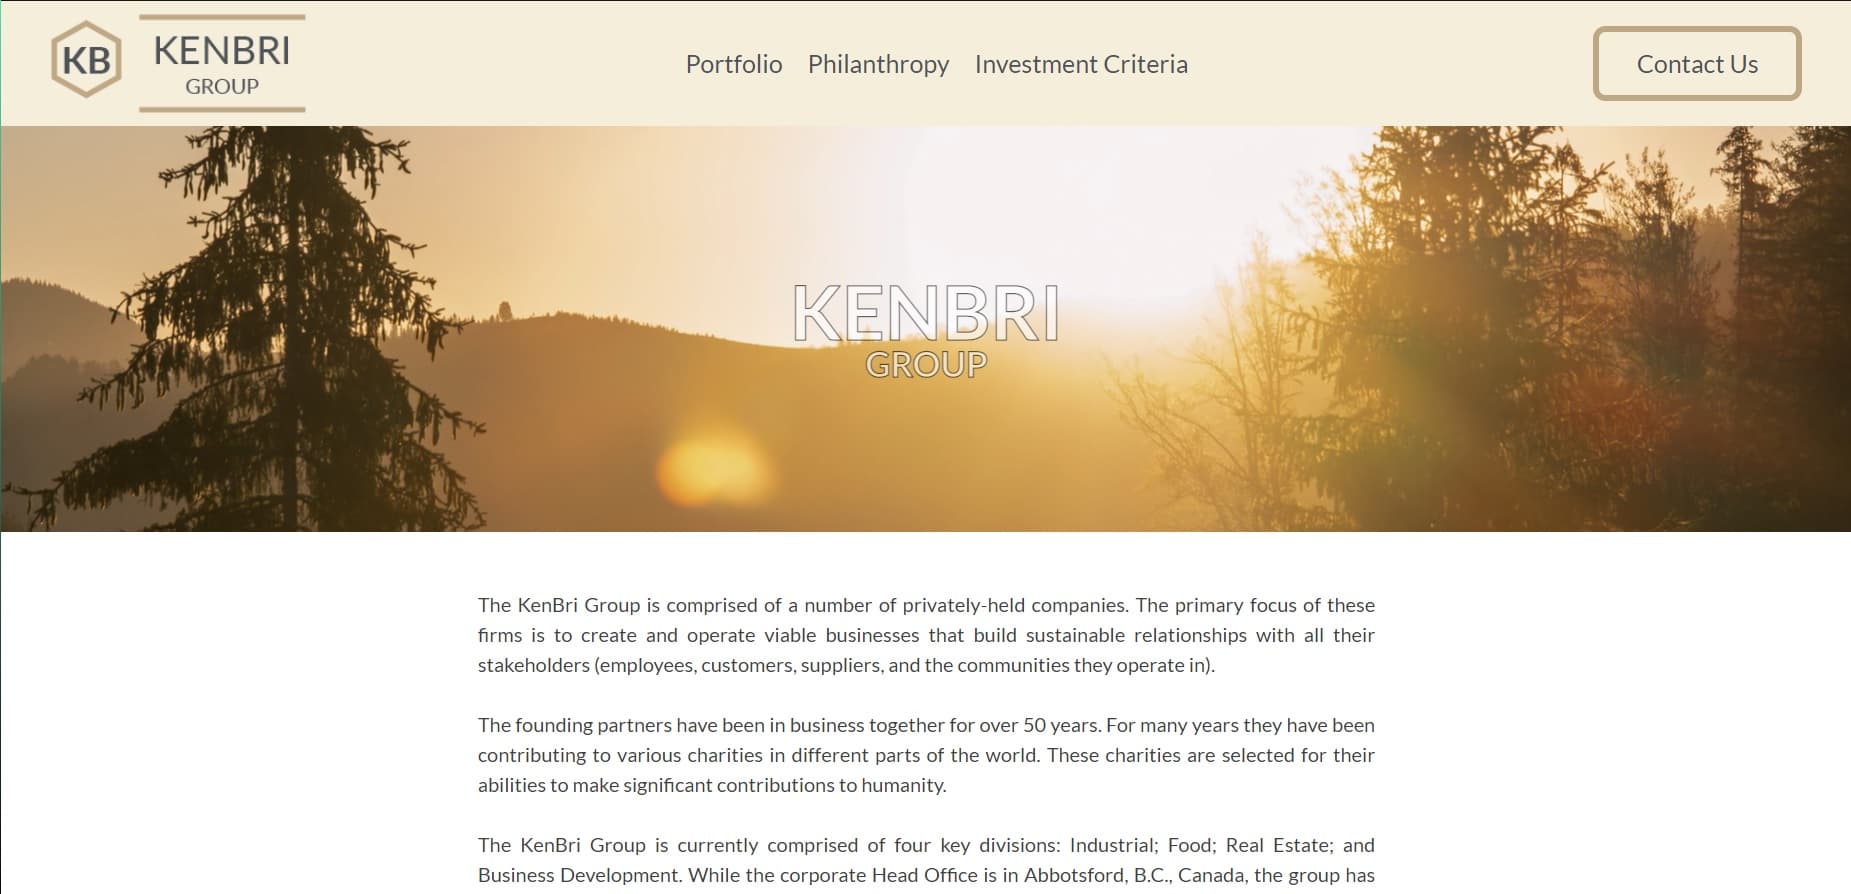 KB
KENBRI
GROUP
Portfolio
Philanthropy
Investment Criteria
Contact Us
KENBRI
GROUP
The KenBri Group is comprised of a number of privately-held companies. The primary focus of these
firms is to create and operate viable businesses that build sustainable relationships with all their
stakeholders (employees, customers, suppliers, and the communities they operate in).
The founding partners have been in business together for over 50 years. For many years they have been
contributing to various charities in different parts of the world. These charities are selected for their
abilities to make significant contributions to humanity.
The KenBri Group is currently comprised of four key divisions: Industrial; Food; Real Estate; and
Business Development. While the corporate Head Office is in Abbotsford, B.C., Canada, the group has